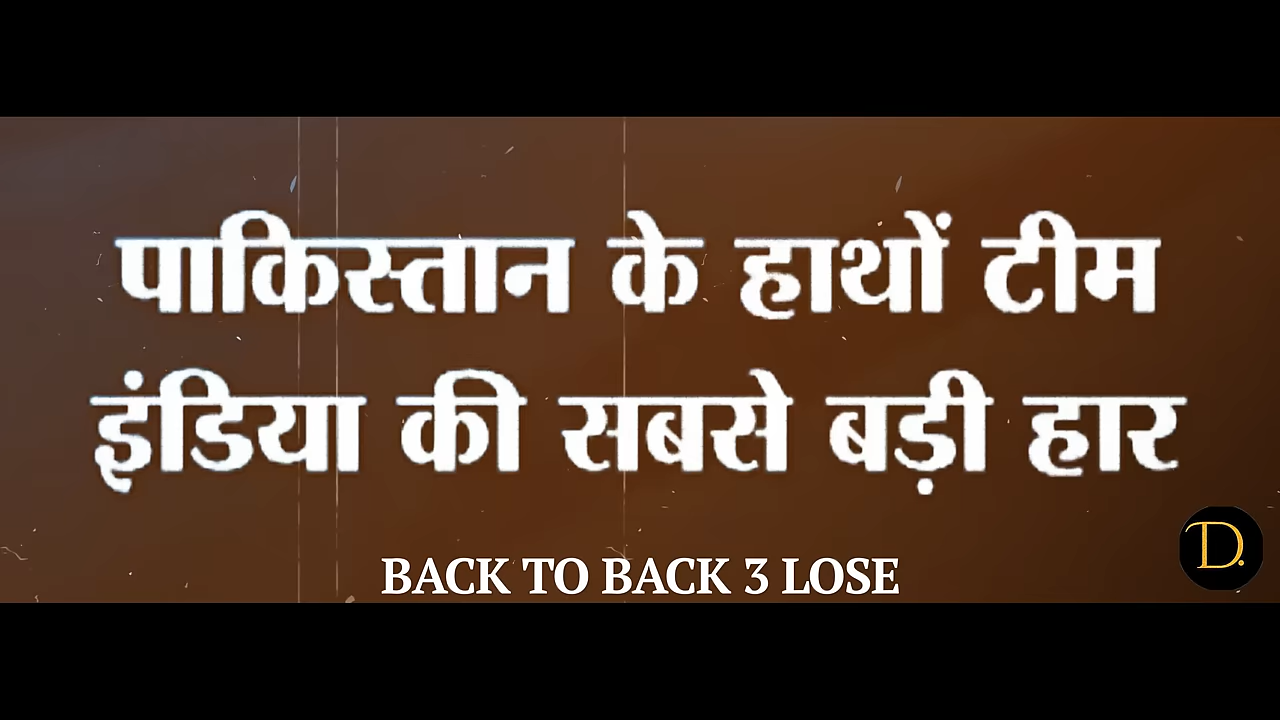 पाकिस्तान के हाथों टीम
इंडिया की सबसे बड़ी हार
D.
BACK TO BACK 3 LOSE